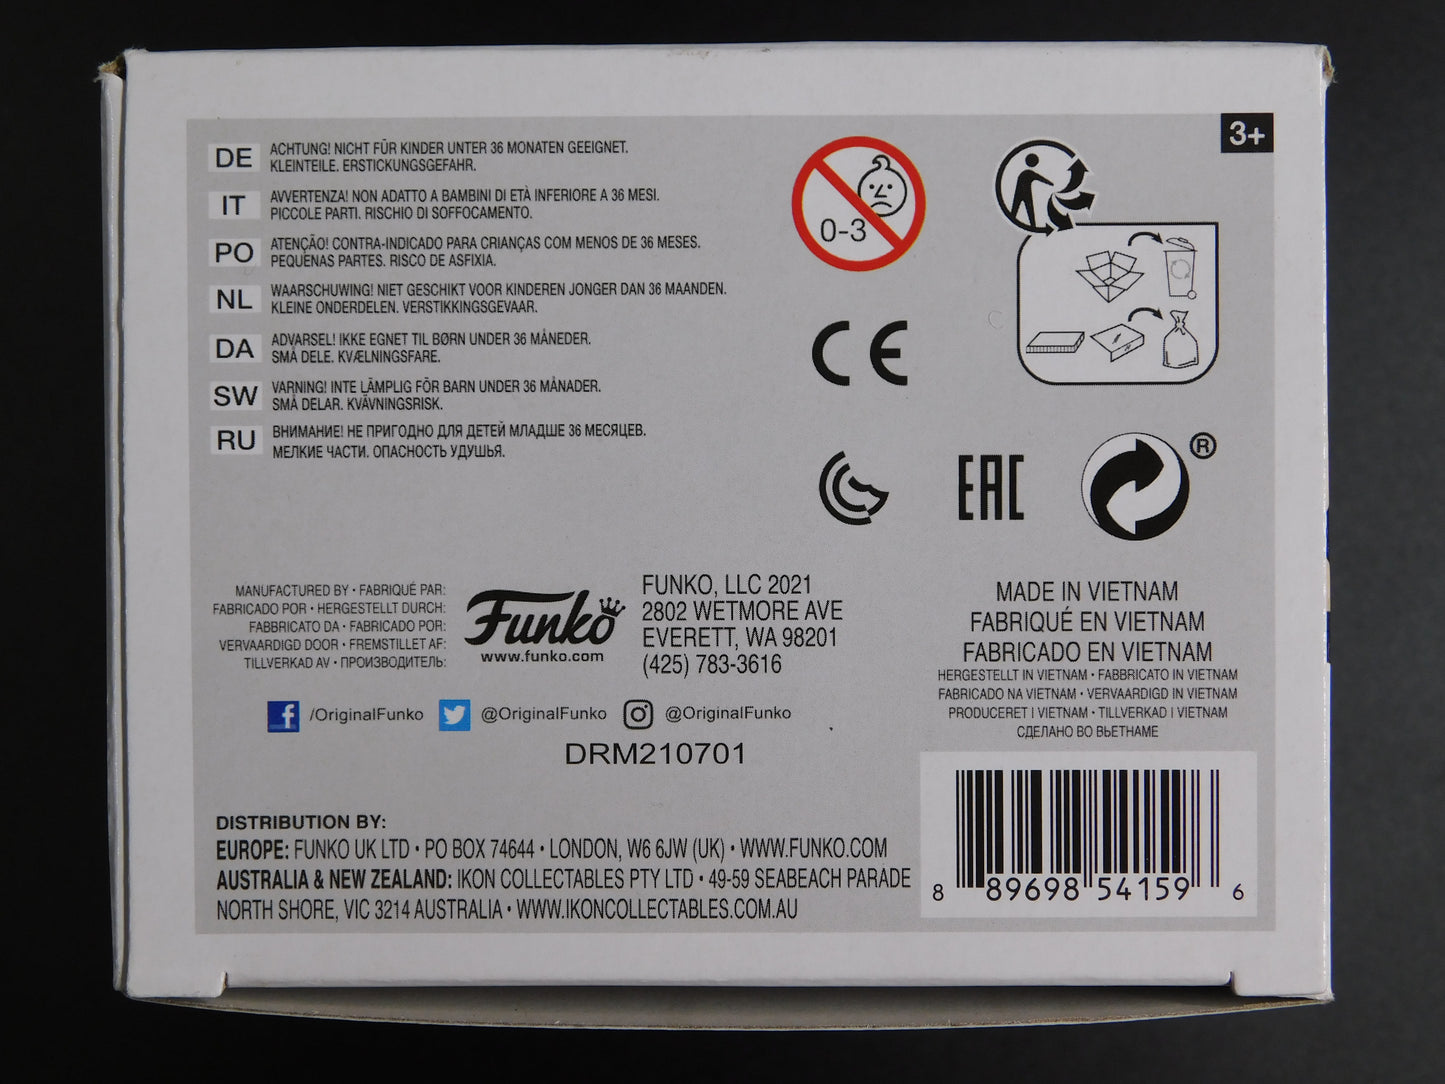 3+
DE
ACHTUNG! NICHT FÜR KINDER UNTER 36 MONATEN GEEIGNET.
KLEINTEILE. ERSTICKUNGSGEFAHR.
IT
AVVERTENZA! NON ADATTO A BAMBINI DI ETÀ INFERIORE A 36 MESI.
PICCOLE PARTI. RISCHIO DI SOFFOCAMENTO.
PO
ATENÇÃO! CONTRA-INDICADO PARA CRIANÇAS COM MENOS DE 36 MESES.
PEQUENAS PARTES. RISCO DE ASFIXIA.
NL
WAARSCHUWING! NIET GESCHIKT VOOR KINDEREN JONGER DAN 36 MAANDEN.
KLEINE ONDERDELEN. VERSTIKKINGSGEVAAR.
DA
ADVARSEL! IKKE EGNET TIL BØRN UNDER 36 MÅNEDER.
SMÅ DELE. KVÆLNINGSFARE.
SW
VARNING! INTE LÄMPLIG FÖR BARN UNDER 36 MÅNADER.
SMÅ DELAR. KVÄVNINGSRISK.
RU
ВНИМАНИЕ! НЕ ПРИГОДНО ДЛЯ ДЕТЕЙ МЛАДШЕ 36 МЕСЯЦЕВ.
МЕЛКИЕ ЧАСТИ. ОПАСНОСТЬ УДУШЬЯ.
0-3
CE
EAC
®
MANUFACTURED BY • FABRIQUÉ PAR:
FABRICADO POR • HERGESTELLT DURCH:
FABBRICATO DA • FABRICADO POR:
VERVAARDIGD DOOR • FREMSTILLET AF:
TILLVERKAD AV • ПРОИЗВОДИТЕЛЬ:
Funko
www.funko.com
FUNKO, LLC 2021
2802 WETMORE AVE
EVERETT, WA 98201
(425) 783-3616
MADE IN VIETNAM
FABRIQUÉ EN VIETNAM
FABRICADO EN VIETNAM
HERGESTELLT IN VIETNAM • FABBRICATO IN VIETNAM
FABRICADO NA VIETNAM • VERVAARDIGD IN VIETNAM
PRODUCERET I VIETNAM • TILLVERKAD I VIETNAM
СДЕЛАНО ВО ВЬЕТНАМЕ
f /OriginalFunko @OriginalFunko @OriginalFunko
DRM210701
DISTRIBUTION BY:
EUROPE: FUNKO UK LTD • PO BOX 74644 • LONDON, W6 6JW (UK) • WWW.FUNKO.COM
AUSTRALIA & NEW ZEALAND: IKON COLLECTABLES PTY LTD • 49-59 SEABEACH PARADE
NORTH SHORE, VIC 3214 AUSTRALIA • WWW.IKONCOLLECTABLES.COM.AU
8 89698 54159 6